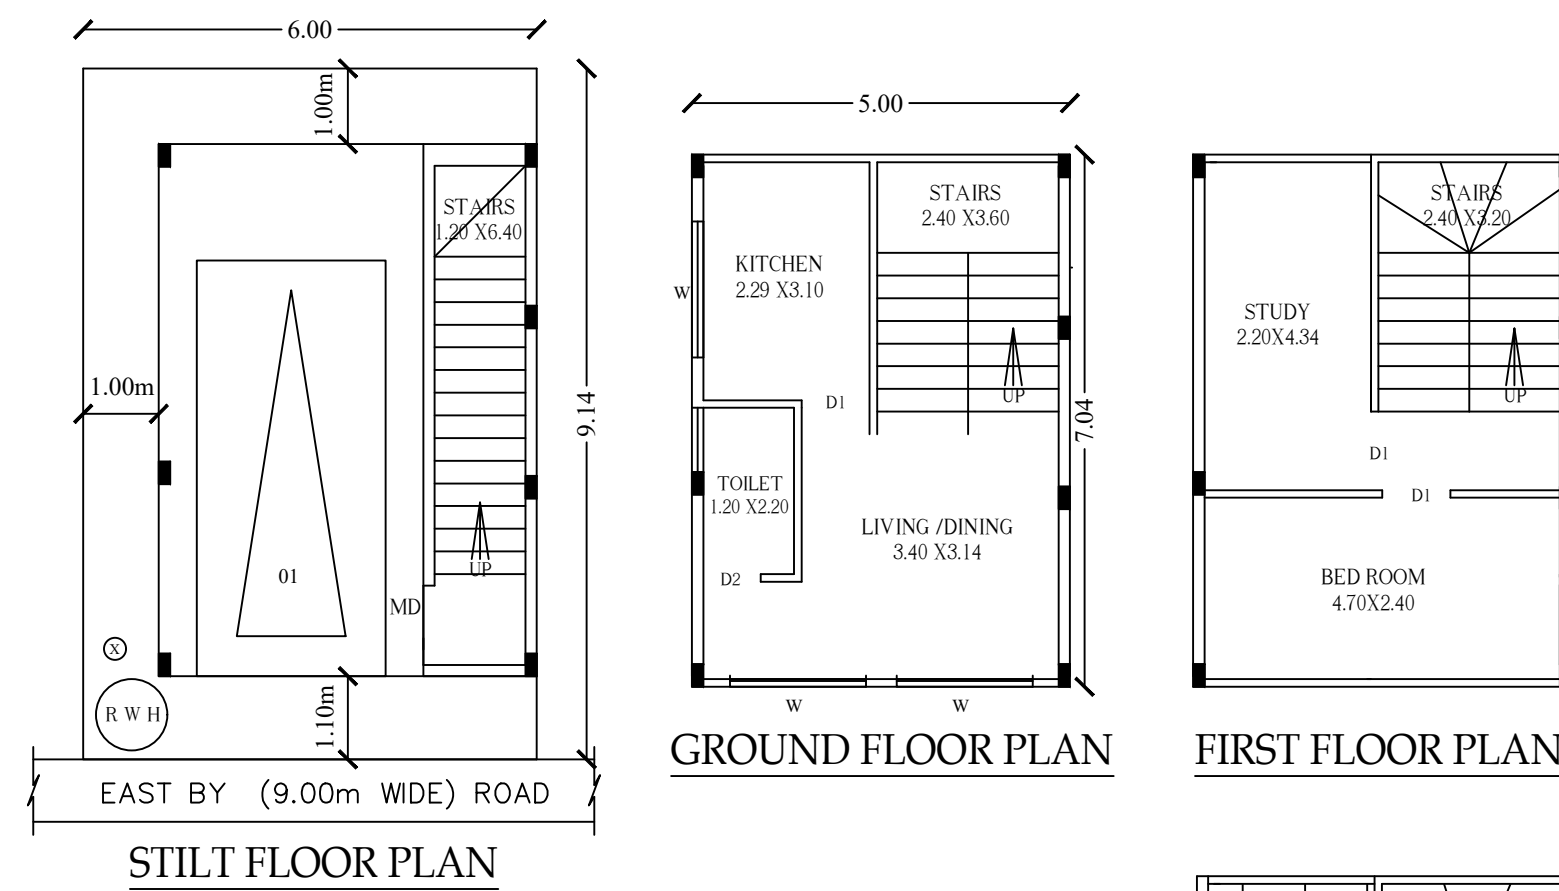 6.00
1.00m
STAIRS
1.20 X6.40
1.00m
9.14
UP
01
MD
X
R W H
1.10m
EAST BY (9.00m WIDE) ROAD
STILT FLOOR PLAN
5.00
STAIRS
2.40 X3.60
KITCHEN
2.29 X3.10
W
UP
D1
7.04
TOILET
1.20 X2.20
LIVING /DINING
3.40 X3.14
D2
W
W
GROUND FLOOR PLAN
STAIRS
2.40 X3.20
STUDY
2.20X4.34
UP
D1
D1
BED ROOM
4.70X2.40
FIRST FLOOR PLAN